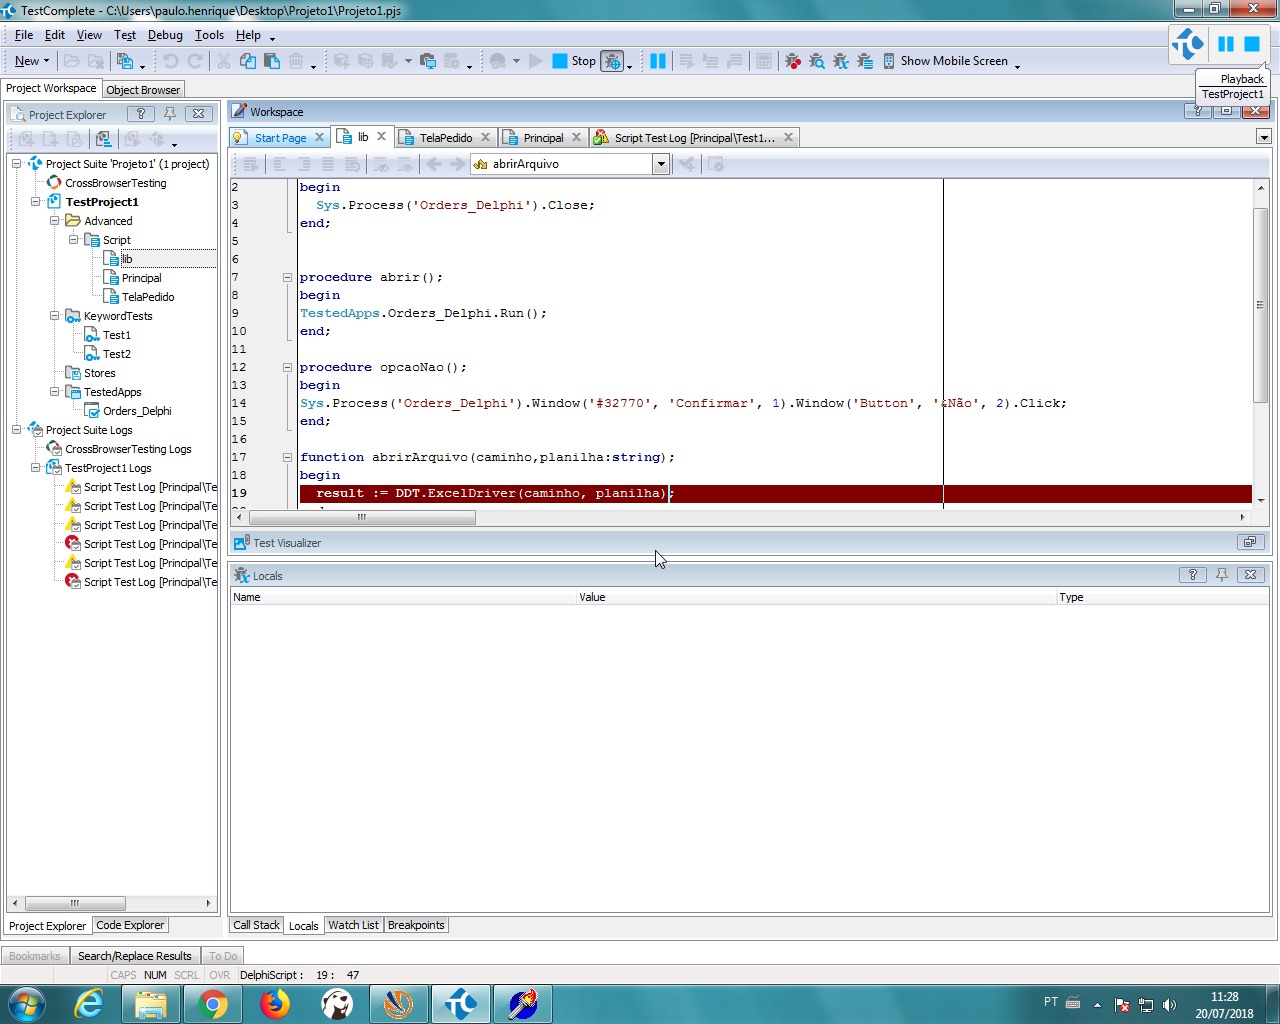 TestComplete - C:\Users\paulo.henrique\Desktop\Projeto1\Projeto1.pjs
File Edit View Test Debug Tools Help
New Stop Show Mobile Screen
Playback
TestProject1
Project Workspace Object Browser
Project Explorer
Project Suite 'Projeto1' (1 project)
CrossBrowserTesting
TestProject1
Advanced
Script
lib
Principal
TelaPedido
KeywordTests
Test1
Test2
Stores
TestedApps
Orders_Delphi
Project Suite Logs
CrossBrowserTesting Logs
TestProject1 Logs
Script Test Log [Principal\Te
Script Test Log [Principal\Te
Script Test Log [Principal\Te
Script Test Log [Principal\Te
Script Test Log [Principal\Te
Script Test Log [Principal\Te
Project Explorer Code Explorer
Workspace
Start Page lib TelaPedido Principal Script Test Log [Principal\Test1...
abrirArquivo
2 begin
3 Sys.Process('Orders_Delphi').Close;
4 end;
5
6
7 procedure abrir();
8 begin
9 TestedApps.Orders_Delphi.Run();
10 end;
11
12 procedure opcaoNao();
13 begin
14 Sys.Process('Orders_Delphi').Window('#32770', 'Confirmar', 1).Window('Button', '&Não', 2).Click;
15 end;
16
17 function abrirArquivo(caminho,planilha:string);
18 begin
19 result := DDT.ExcelDriver(caminho, planilha);
Test Visualizer
Locals
Name Value Type
Call Stack Locals Watch List Breakpoints
Bookmarks Search/Replace Results To Do
CAPS NUM SCRL OVR DelphiScript : 19 : 47
PT
11:28
20/07/2018